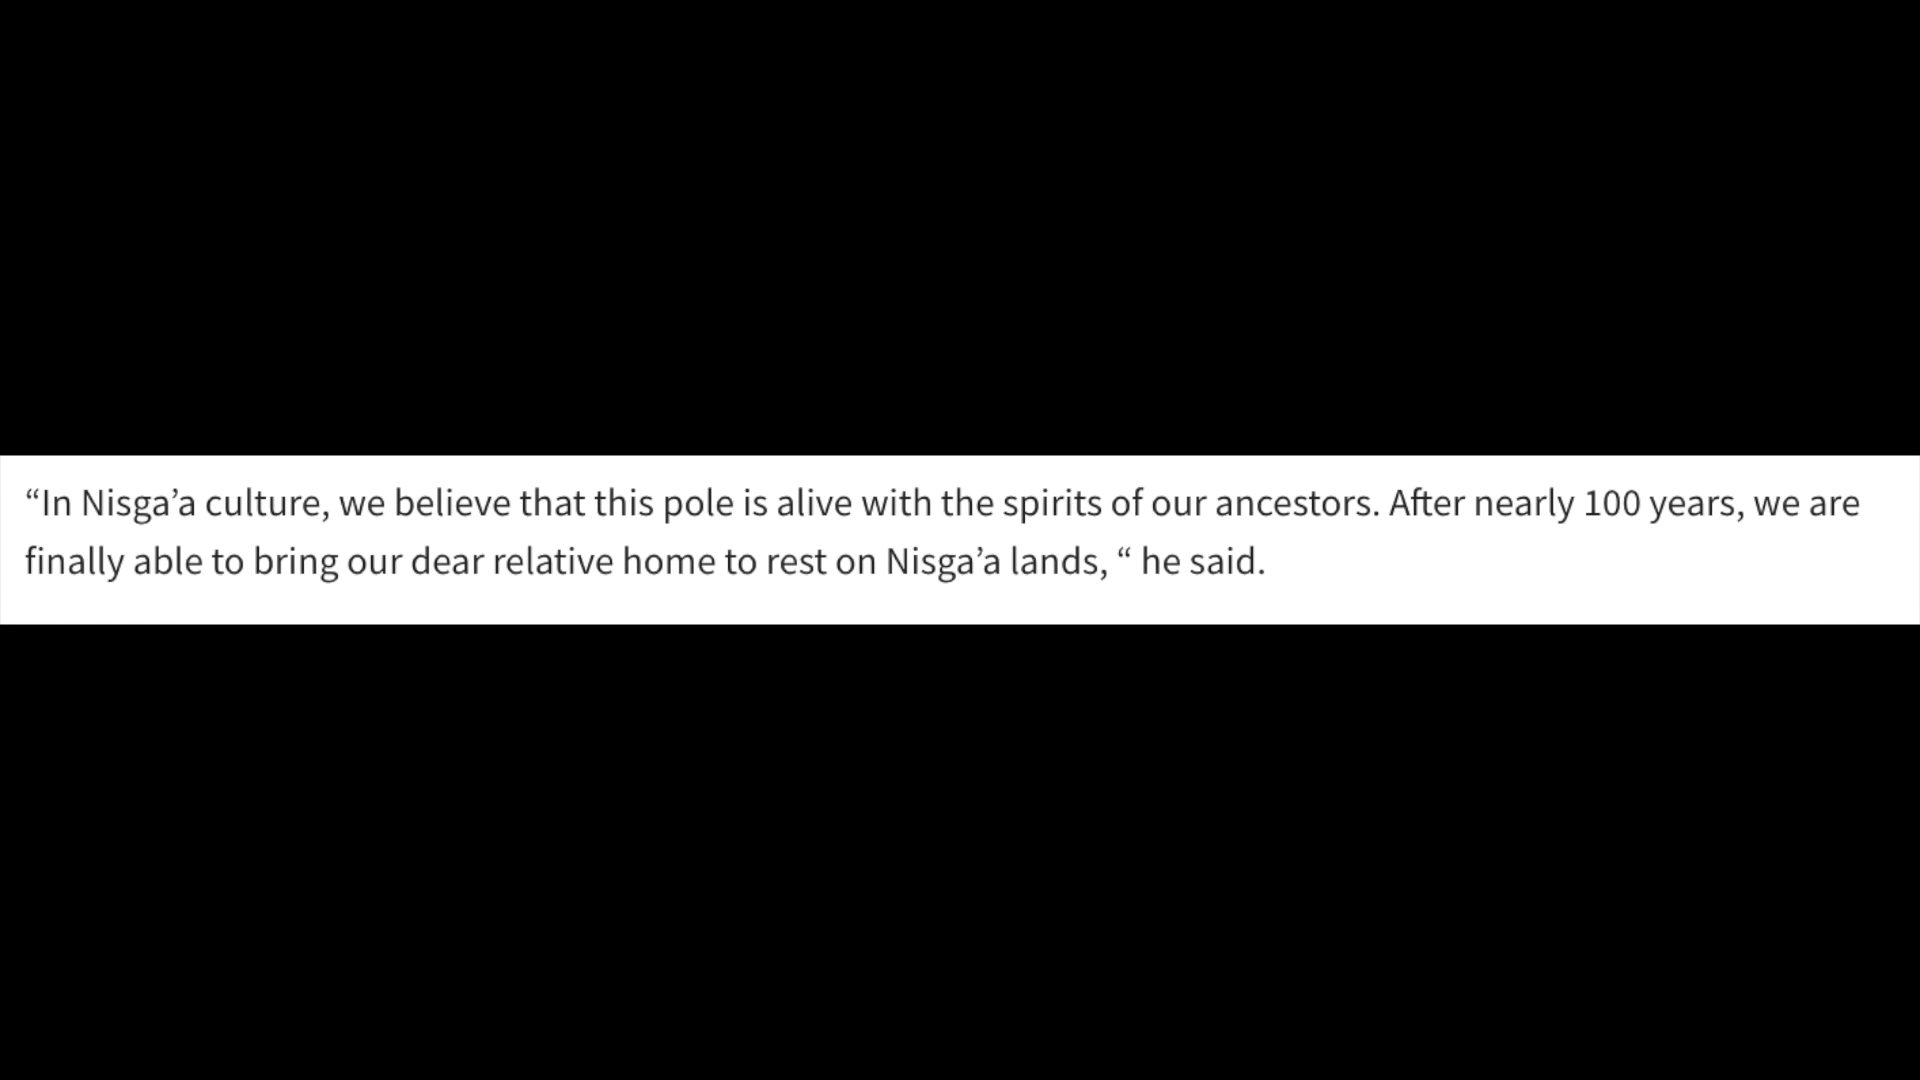 “In Nisga’a culture, we believe that this pole is alive with the spirits of our ancestors. After nearly 100 years, we are
finally able to bring our dear relative home to rest on Nisga’a lands, “ he said.